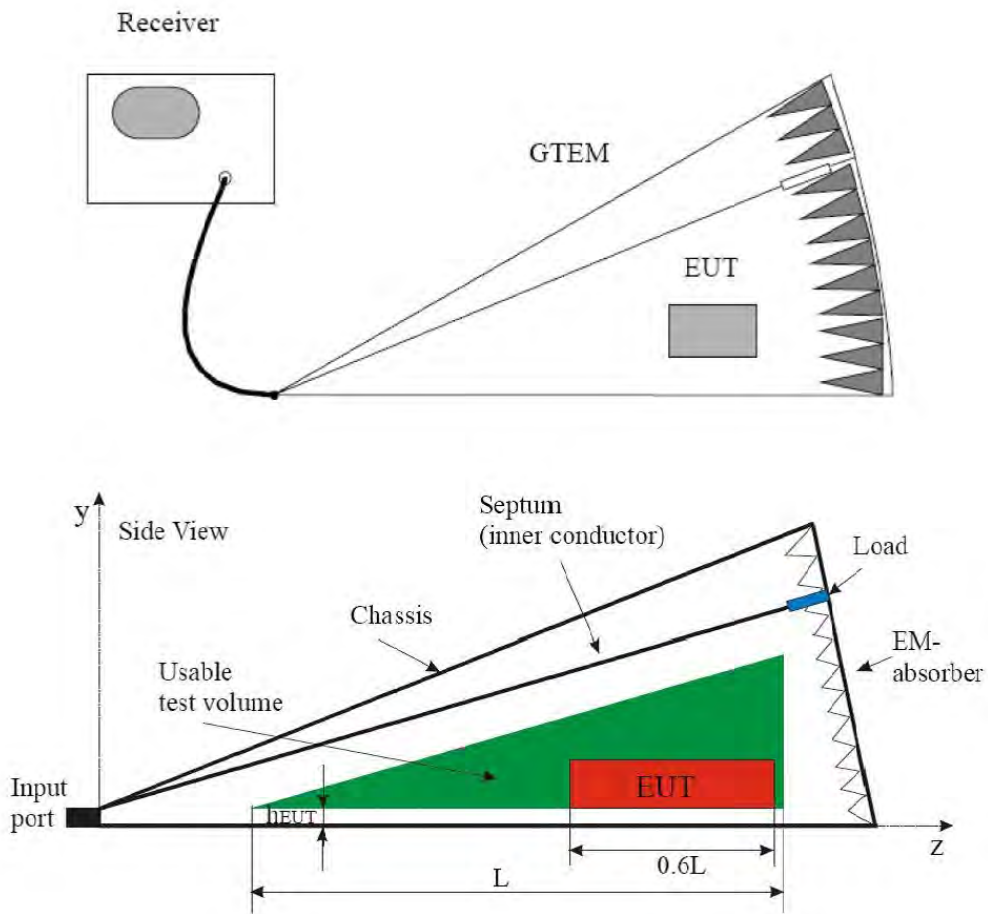 Receiver
GTEM
EUT
y
Side View
Septum
(inner conductor)
Load
Chassis
EM-
absorber
Usable
test volume
Input
port
EUT
hEUT
z
0.6L
L